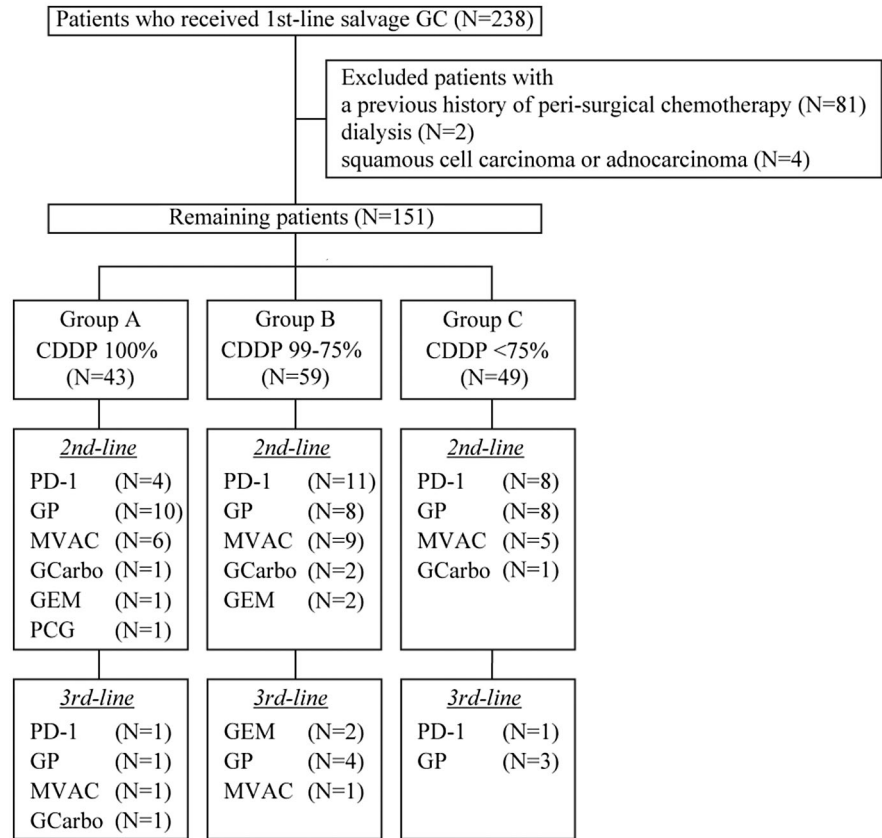 Patients who received 1st-line salvage GC (N=238)
Excluded patients with
a previous history of peri-surgical chemotherapy (N=81)
dialysis (N=2)
squamous cell carcinoma or adnocarcinoma (N=4)
Remaining patients (N=151)
Group A
CDDP 100%
(N=43)
Group B
CDDP 99-75%
(N=59)
Group C
CDDP <75%
(N=49)
2nd-line
PD-1 (N=4)
GP (N=10)
MVAC (N=6)
GCarbo (N=1)
GEM (N=1)
PCG (N=1)
2nd-line
PD-1 (N=11)
GP (N=8)
MVAC (N=9)
GCarbo (N=2)
GEM (N=2)
2nd-line
PD-1 (N=8)
GP (N=8)
MVAC (N=5)
GCarbo (N=1)
3rd-line
PD-1 (N=1)
GP (N=1)
MVAC (N=1)
GCarbo (N=1)
3rd-line
GEM (N=2)
GP (N=4)
MVAC (N=1)
3rd-line
PD-1 (N=1)
GP (N=3)